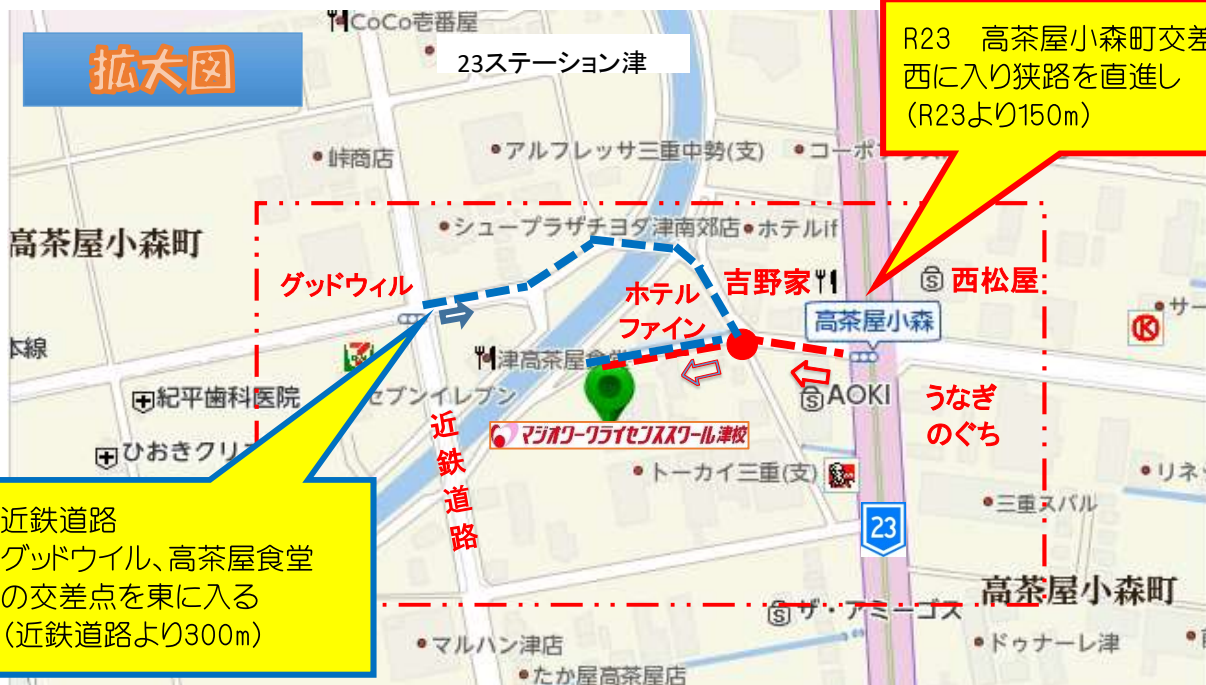 CoCo壱番屋
拡大図
23ステーション津
R23 高茶屋小森町交差
西に入り狭路を直進し
(R23より150m)
峠商店
アルフレッサ三重中勢(支)
コーポ
シュープラザチヨダ津南郊店
ホテルif
高茶屋小森町
グッドウィル
ホテル
ファイン
吉野家
西松屋
高茶屋小森
サー
K
本線
津高茶屋食堂
紀平歯科医院
セブンイレブン
AOKI
うなぎ
のぐち
ひおきクリ
近鉄道路
マジオワークライセンススクール津校
トーカイ三重(支)
リネッ
三重スバル
23
近鉄道路
グッドウイル、高茶屋食堂
の交差点を東に入る
(近鉄道路より300m)
高茶屋小森町
ザ・アミーゴス
マルハン津店
ドゥナーレ津
たか屋高茶屋店